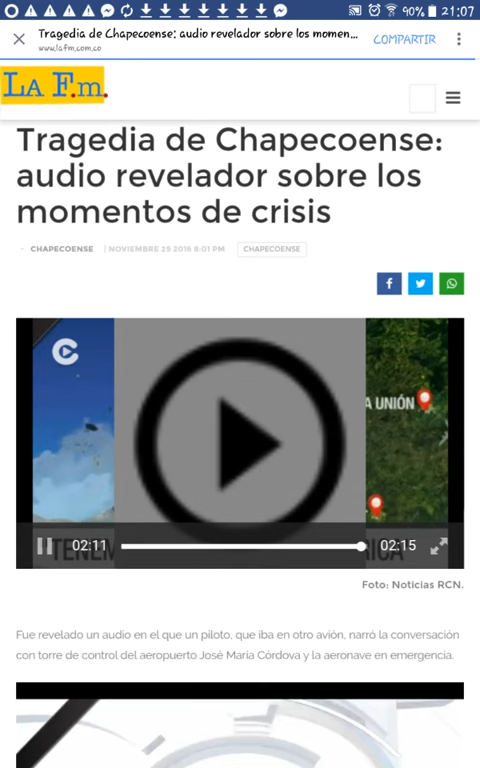 90% 21:07
Tragedia de Chapecoense: audio revelador sobre los momen...
www.lafm.com.co
COMPARTIR
LA F.m.
Tragedia de Chapecoense:
audio revelador sobre los
momentos de crisis
- CHAPECOENSE | NOVIEMBRE 29 2016 8:01 PM CHAPECOENSE
A UNIÓN
TENEM
RICA
02:11 02:15
Foto: Noticias RCN.
Fue revelado un audio en el que un piloto, que iba en otro avión, narró la conversación
con torre de control del aeropuerto José María Córdova y la aeronave en emergencia.